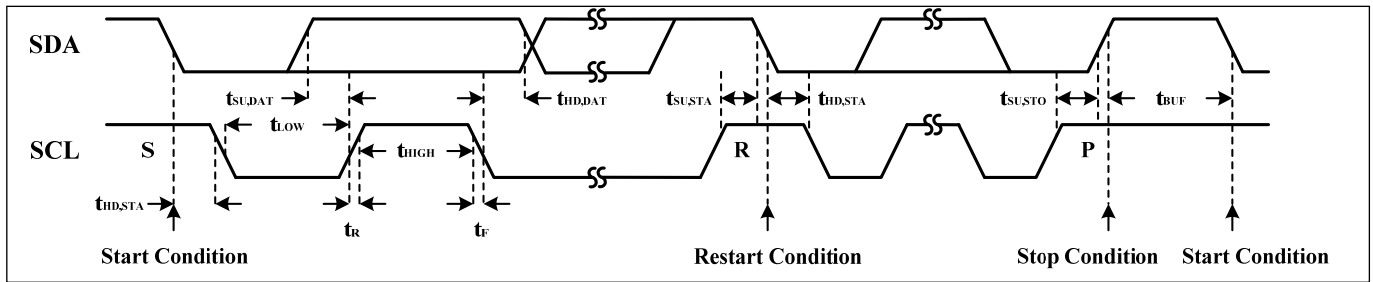 SDA
tSU,DAT
tHD,DAT
tSU,STA
tHD,STA
tSU,STO
tBUF
tLOW
SCL
S
tHIGH
R
P
tHD,STA
tR
tF
Start Condition
Restart Condition
Stop Condition
Start Condition